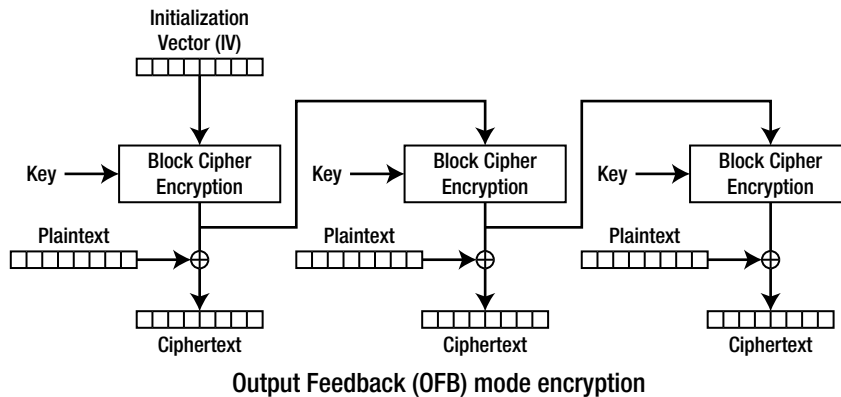 Initialization
Vector (IV)
Key
Block Cipher
Encryption
Key
Block Cipher
Encryption
Key
Block Cipher
Encryption
Plaintext
Plaintext
Plaintext
Ciphertext
Ciphertext
Ciphertext
Output Feedback (OFB) mode encryption